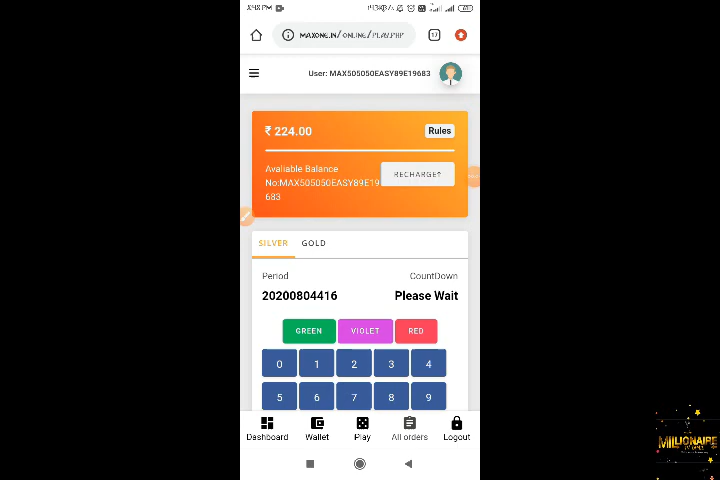 MAXONE.IN/ONLINE/PLAY.PHP
17
User: MAX505050EASY89E19683
₹ 224.00
Rules
Avaliable Balance
No:MAX505050EASY89E19
683
RECHARGE↑
SILVER GOLD
Period CountDown
20200804416 Please Wait
GREEN VIOLET RED
0 1 2 3 4
5 6 7 8 9
Dashboard Wallet Play All orders Logout
MILLIONAIRE